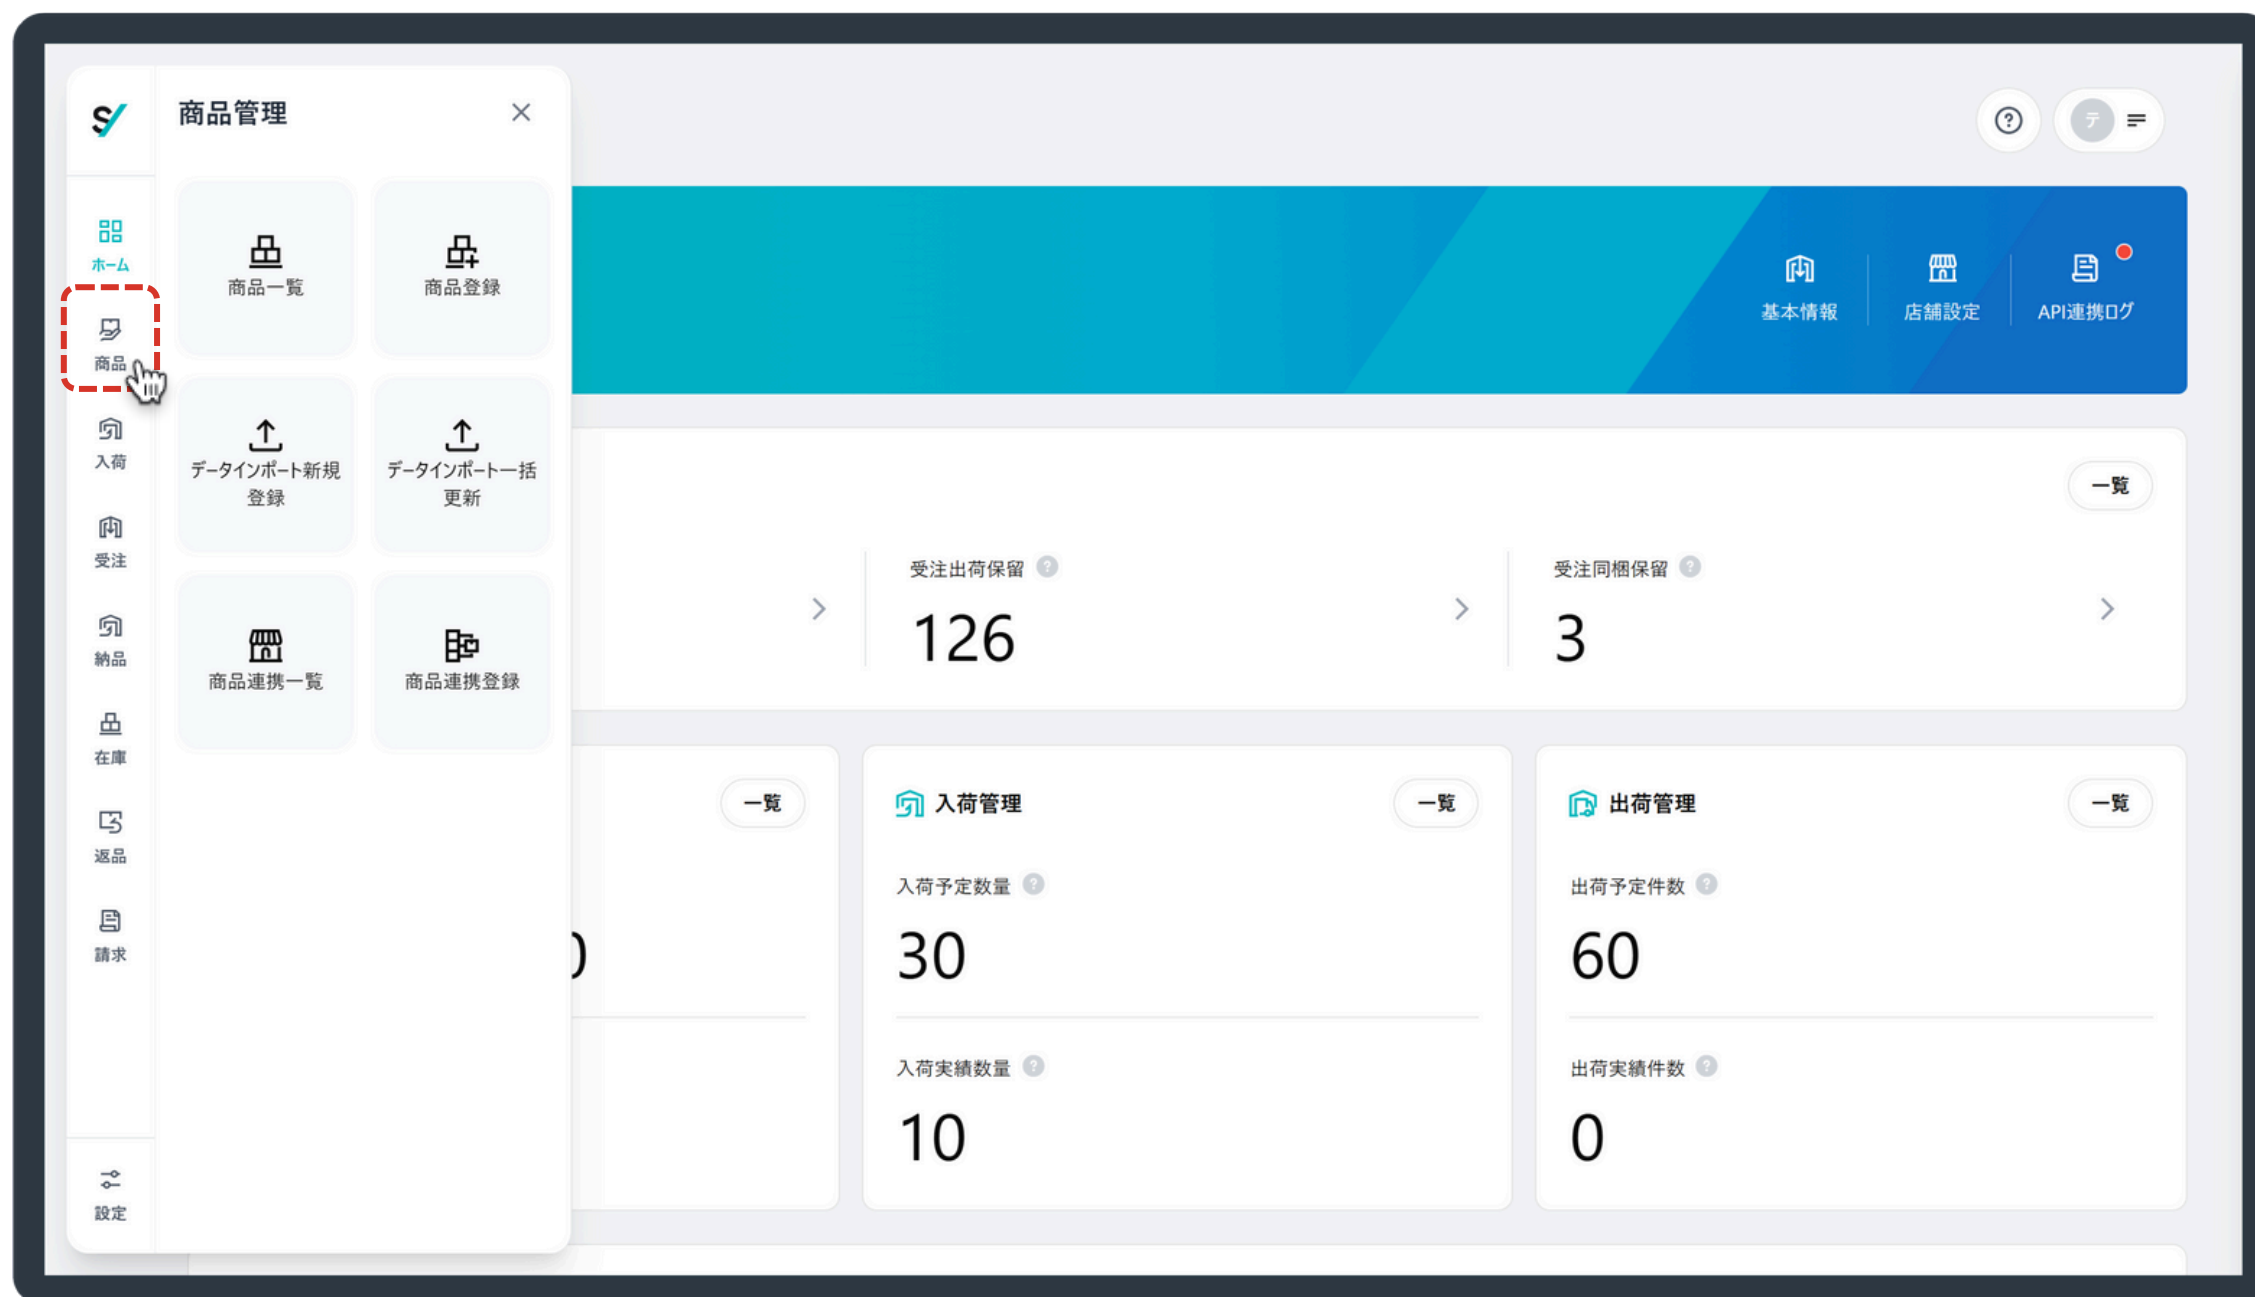 商品管理
ホーム
商品
入荷
受注
納品
在庫
返品
請求
設定
商品一覧
商品登録
データインポート新規
登録
データインポート一括
更新
商品連携一覧
商品連携登録
テ
基本情報
店舗設定
API連携ログ
一覧
受注出荷保留
126
受注同梱保留
3
一覧
入荷管理
一覧
入荷予定数量
30
入荷実績数量
10
出荷管理
一覧
出荷予定件数
60
出荷実績件数
0